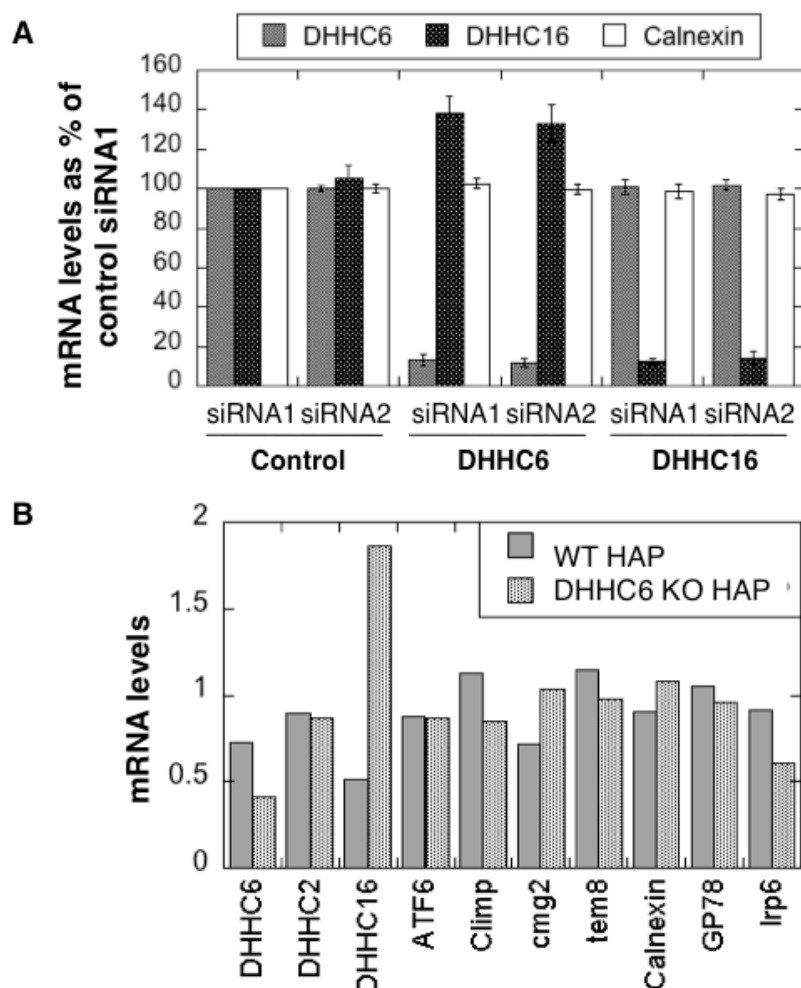 A
DHHC6 DHHC16 Calnexin
mRNA levels as % of
control siRNA1
160
140
120
100
80
60
40
20
0
siRNA1 siRNA2 siRNA1 siRNA2 siRNA1 siRNA2
Control DHHC6 DHHC16
B
WT HAP
DHHC6 KO HAP
mRNA levels
2
1.5
1
0.5
0
DHHC6
DHHC2
DHHC16
ATF6
Climp
cmg2
tem8
Calnexin
GP78
lrp6